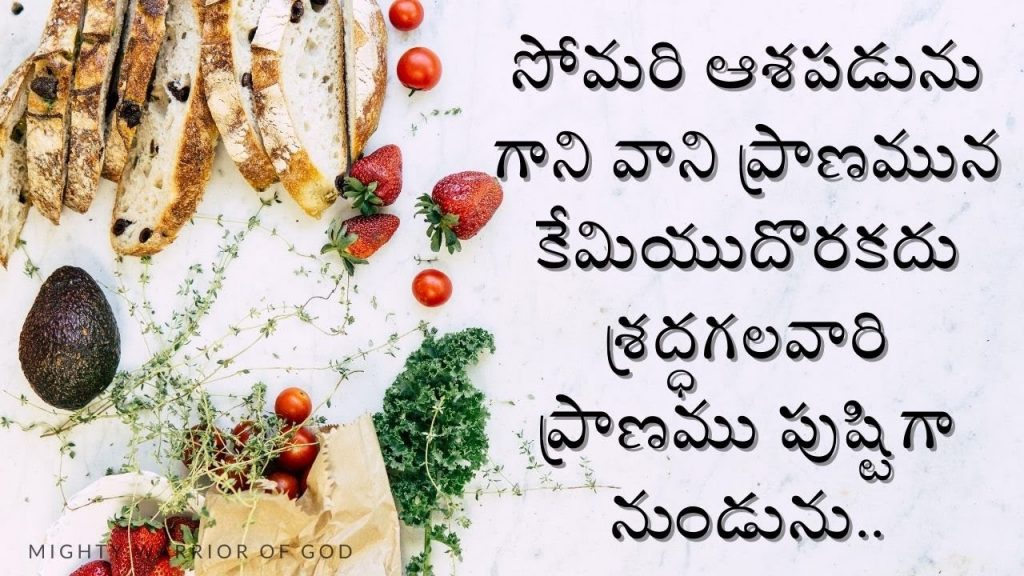 సోమరి ఆశపడును
గాని వాని ప్రాణమున
కేమియుదొరకదు
శ్రద్ధగలవారి
ప్రాణము పుష్టిగా
నుండును..
MIGHTY WARRIOR OF GOD